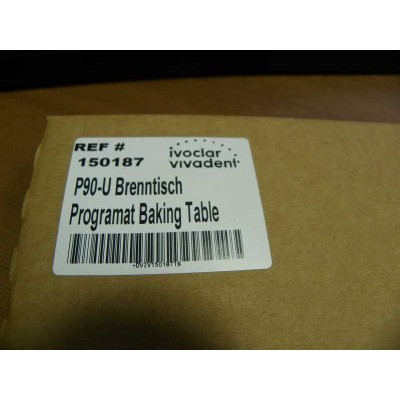 REF #
150187
ivoclar
vivadent
P90-U Brenntisch
Programat Baking Table